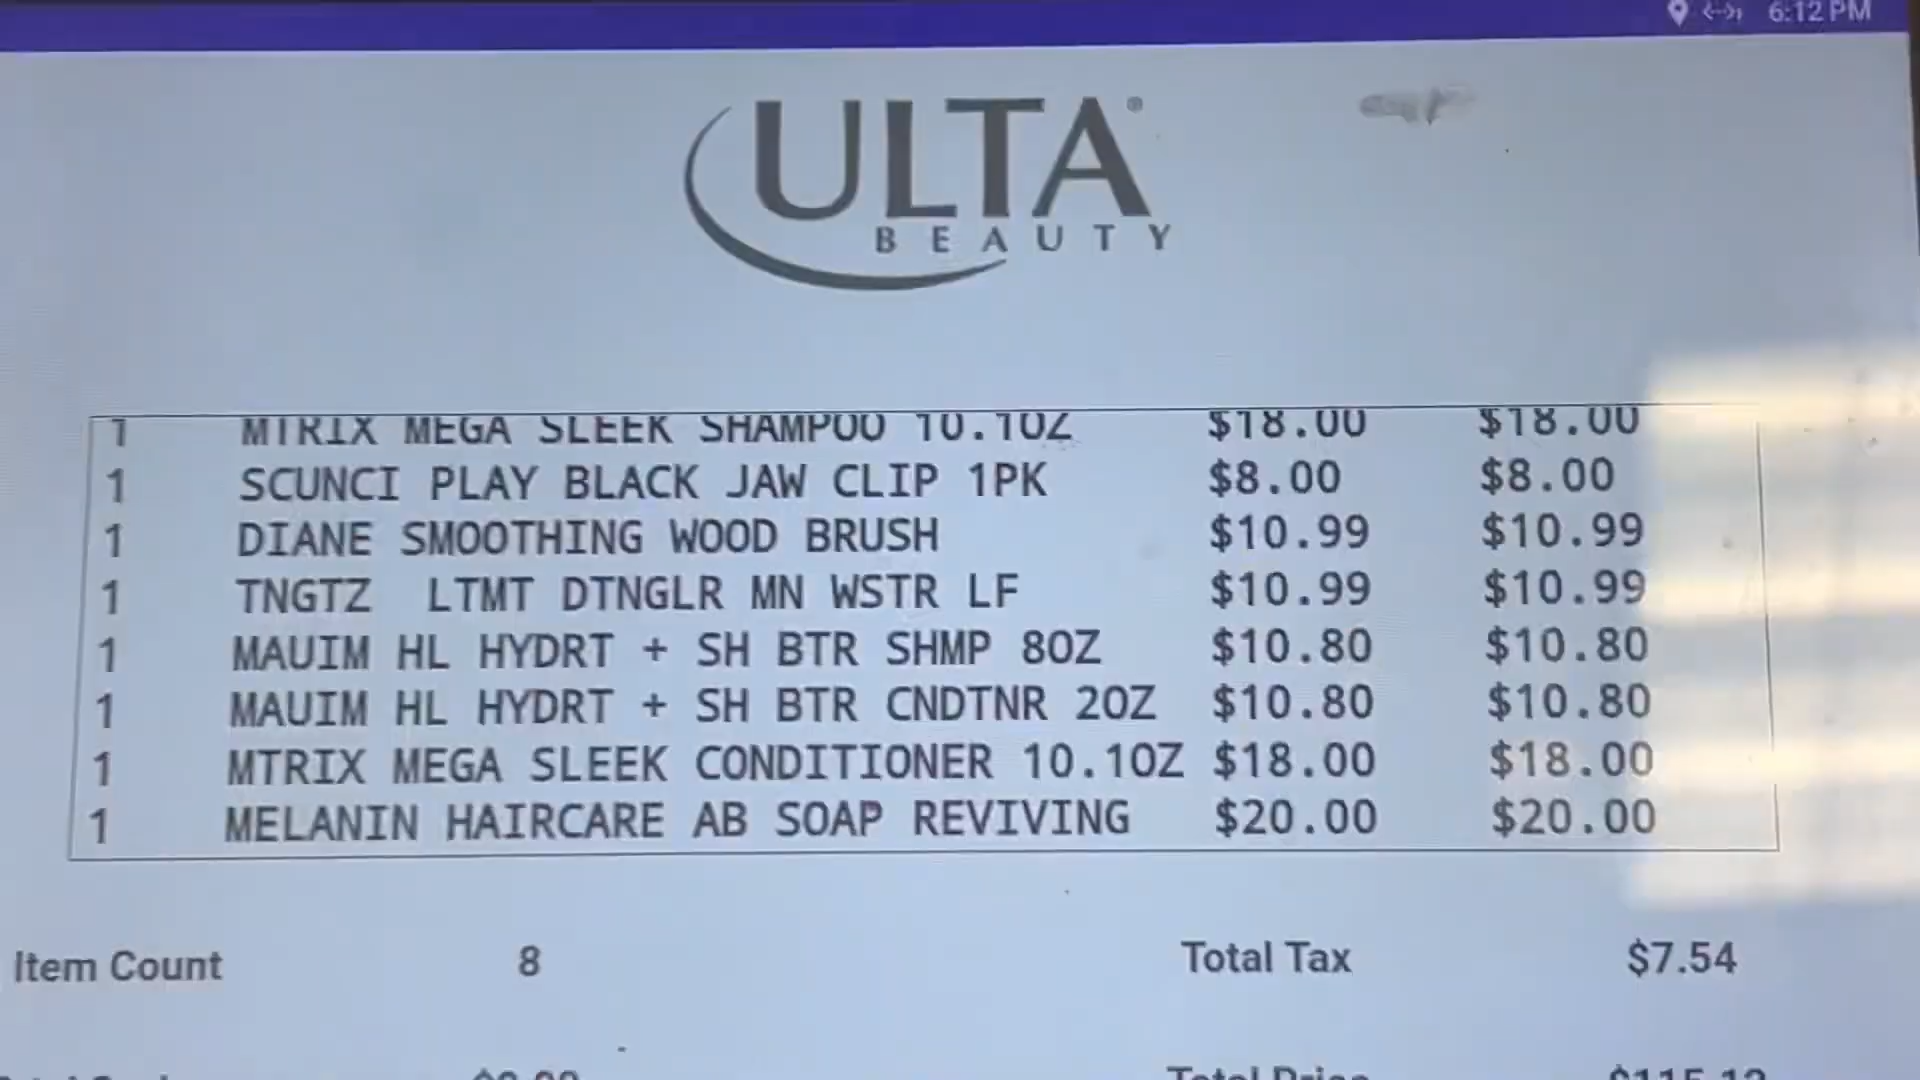 6:12 PM
ULTA®
BEAUTY
1 MTRIX MEGA SLEEK SHAMPOO 10.1OZ $18.00 $18.00
1 SCUNCI PLAY BLACK JAW CLIP 1PK $8.00 $8.00
1 DIANE SMOOTHING WOOD BRUSH $10.99 $10.99
1 TNGTZ LTMT DTNGLR MN WSTR LF $10.99 $10.99
1 MAUIM HL HYDRT + SH BTR SHMP 8OZ $10.80 $10.80
1 MAUIM HL HYDRT + SH BTR CNDTNR 2OZ $10.80 $10.80
1 MTRIX MEGA SLEEK CONDITIONER 10.1OZ $18.00 $18.00
1 MELANIN HAIRCARE AB SOAP REVIVING $20.00 $20.00
Item Count 8 Total Tax $7.54
Total Price $115.12